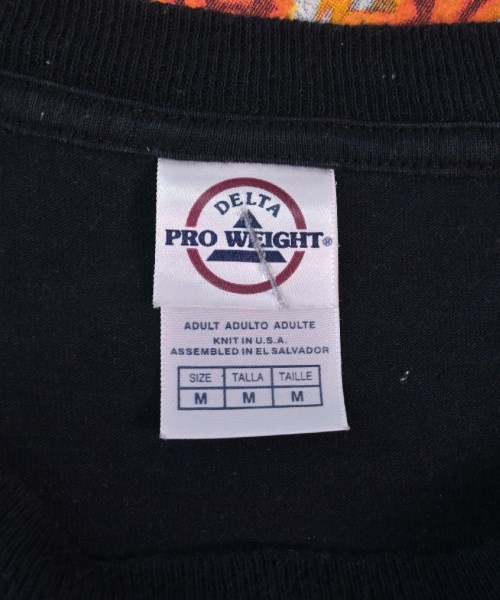 DELTA
PRO WEIGHT®
ADULT ADULTO ADULTE
KNIT IN U.S.A.
ASSEMBLED IN EL SALVADOR
SIZE TALLA TAILLE
M M M